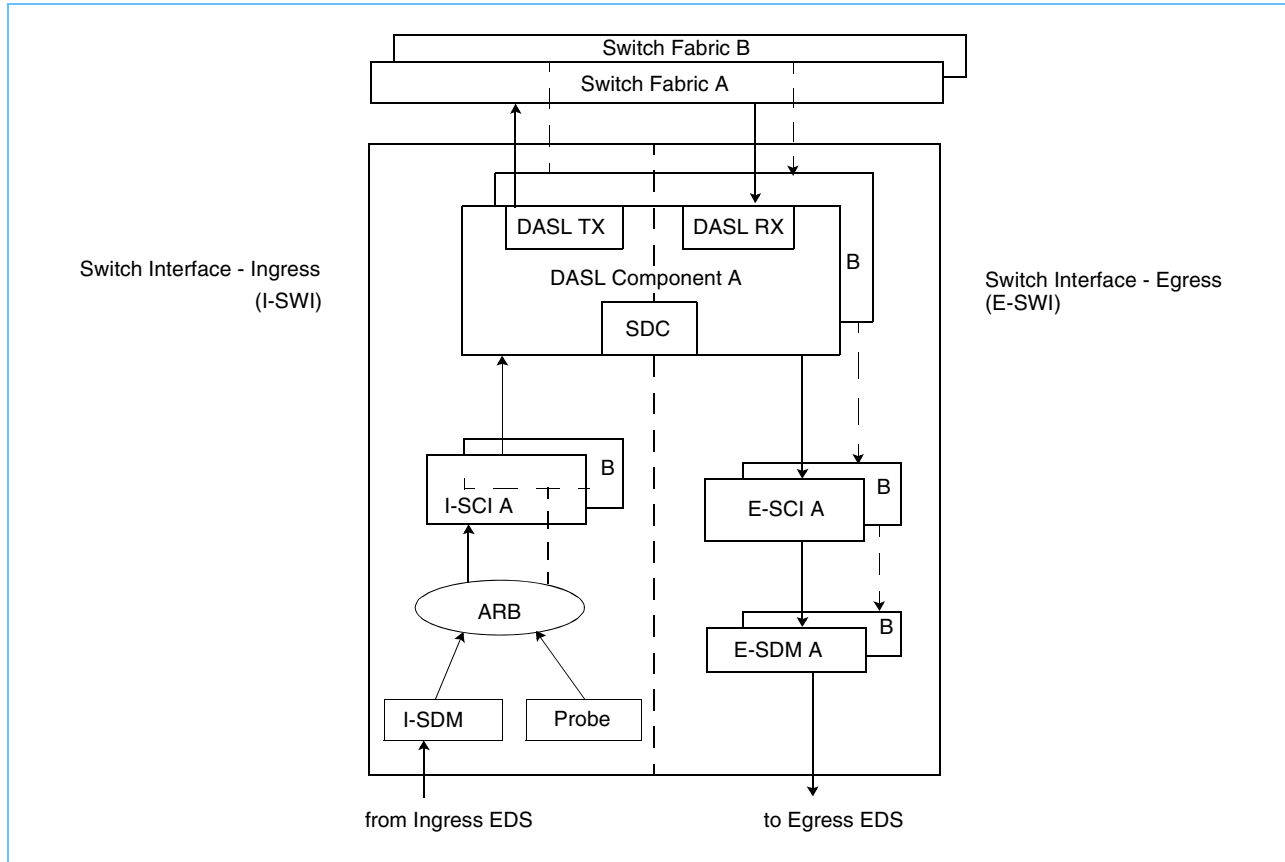 Switch Fabric B
Switch Fabric A
DASL TX
DASL RX
B
DASL Component A
Switch Interface - Ingress
(I-SWI)
Switch Interface - Egress
(E-SWI)
SDC
B
I-SCI A
B
E-SCI A
ARB
B
E-SDM A
I-SDM
Probe
from Ingress EDS
to Egress EDS